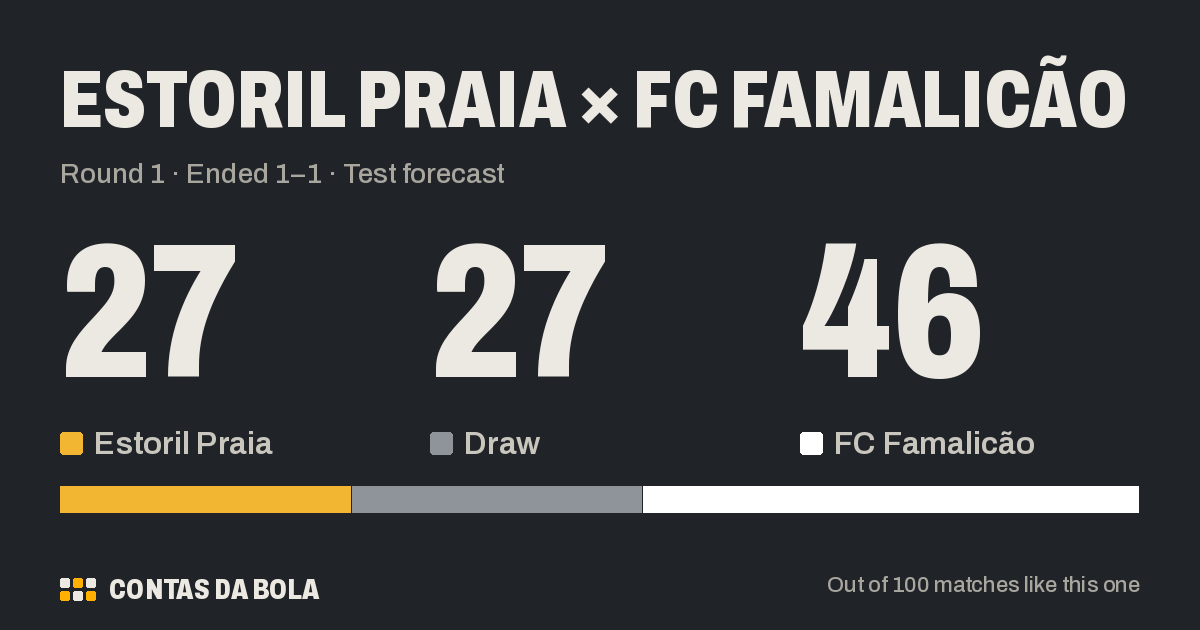 ESTORIL PRAIA × FC FAMALICÃO
Round 1 · Ended 1–1 · Test forecast
27 27 46
Estoril Praia Draw FC Famalicão
CONTAS DA BOLA
Out of 100 matches like this one